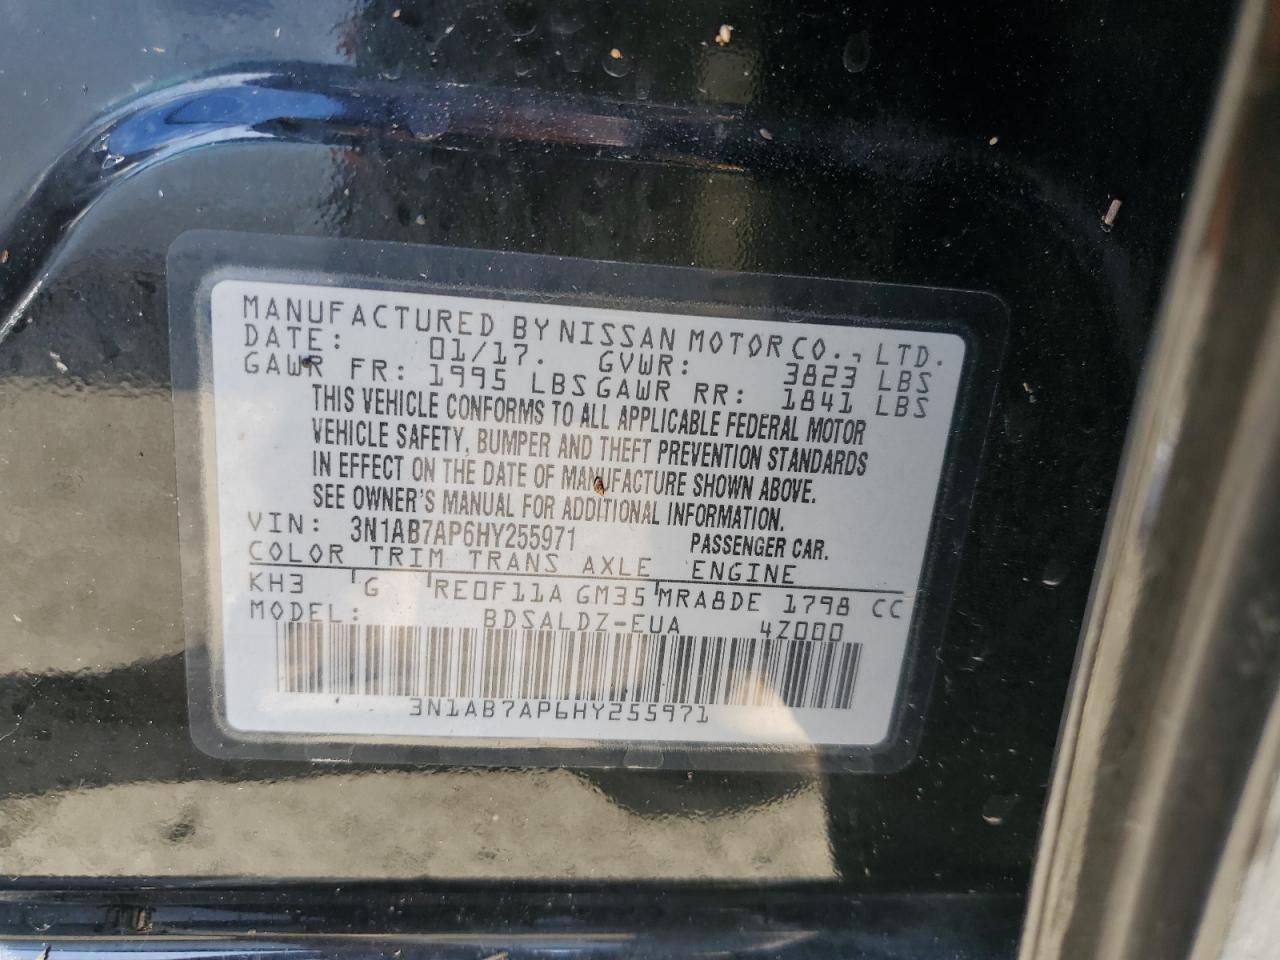 MANUFACTURED BY NISSAN MOTOR CO., LTD.
DATE: 01/17. GVWR: 3823 LBS
GAWR FR: 1995 LBS GAWR RR: 1841 LBS
THIS VEHICLE CONFORMS TO ALL APPLICABLE FEDERAL MOTOR
VEHICLE SAFETY, BUMPER AND THEFT PREVENTION STANDARDS
IN EFFECT ON THE DATE OF MANUFACTURE SHOWN ABOVE.
SEE OWNER'S MANUAL FOR ADDITIONAL INFORMATION.
VIN: 3N1AB7AP6HY255971 PASSENGER CAR.
COLOR TRIM TRANS AXLE ENGINE
KH3 G RE0F11A GM35 MRA8DE 1798 CC
MODEL: BDSALDZ-EUA 4Z000
3N1AB7AP6HY255971